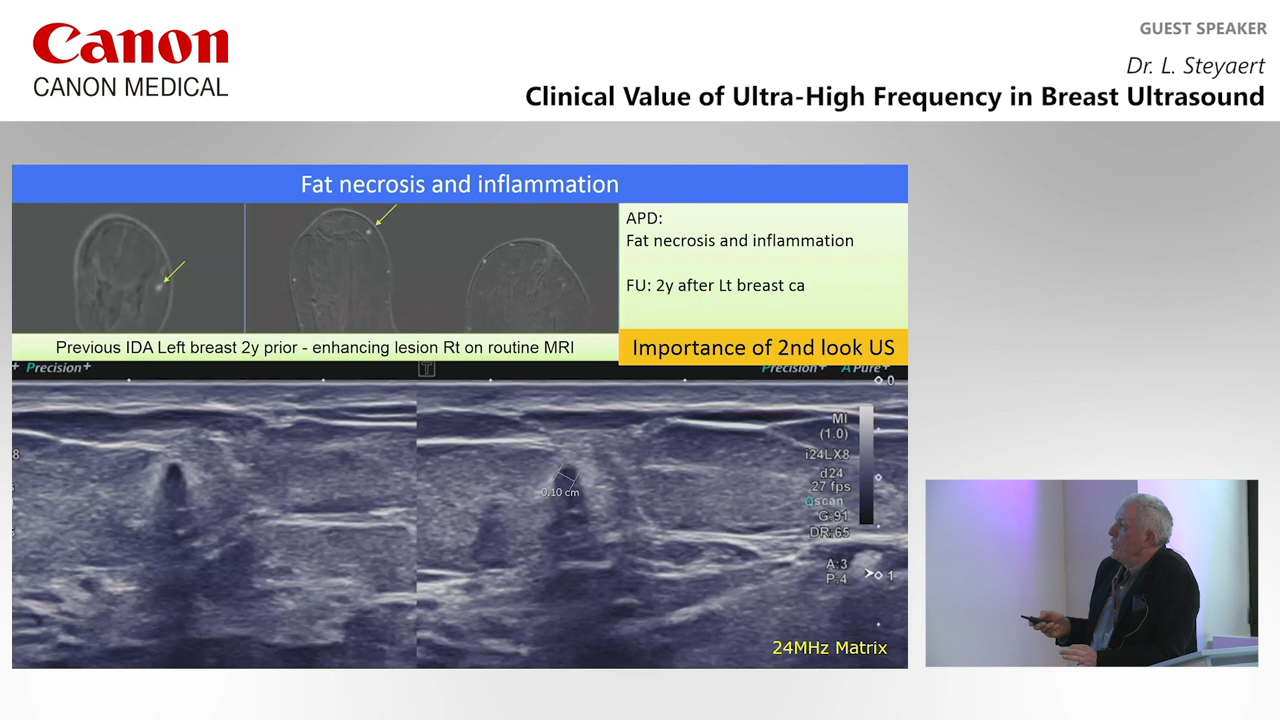 Canon
CANON MEDICAL
GUEST SPEAKER
Dr. L. Steyaert
Clinical Value of Ultra-High Frequency in Breast Ultrasound
Fat necrosis and inflammation
APD:
Fat necrosis and inflammation
FU: 2y after Lt breast ca
Previous IDA Left breast 2y prior - enhancing lesion Rt on routine MRI
Importance of 2nd look US
+ Precision+
T
Precision+ APure+
0
MI
(1.0)
8
i24LX8
d24
27 fps
Qscan
G:91
DR:65
0.10 cm
A:3
P:4
1
24MHz Matrix